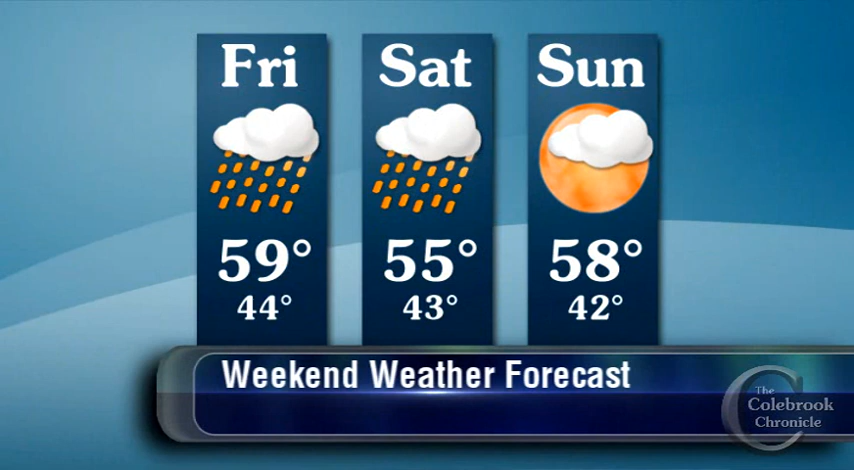 Fri Sat Sun
59° 55° 58°
44° 43° 42°
Weekend Weather Forecast
The
Colebrook
Chronicle